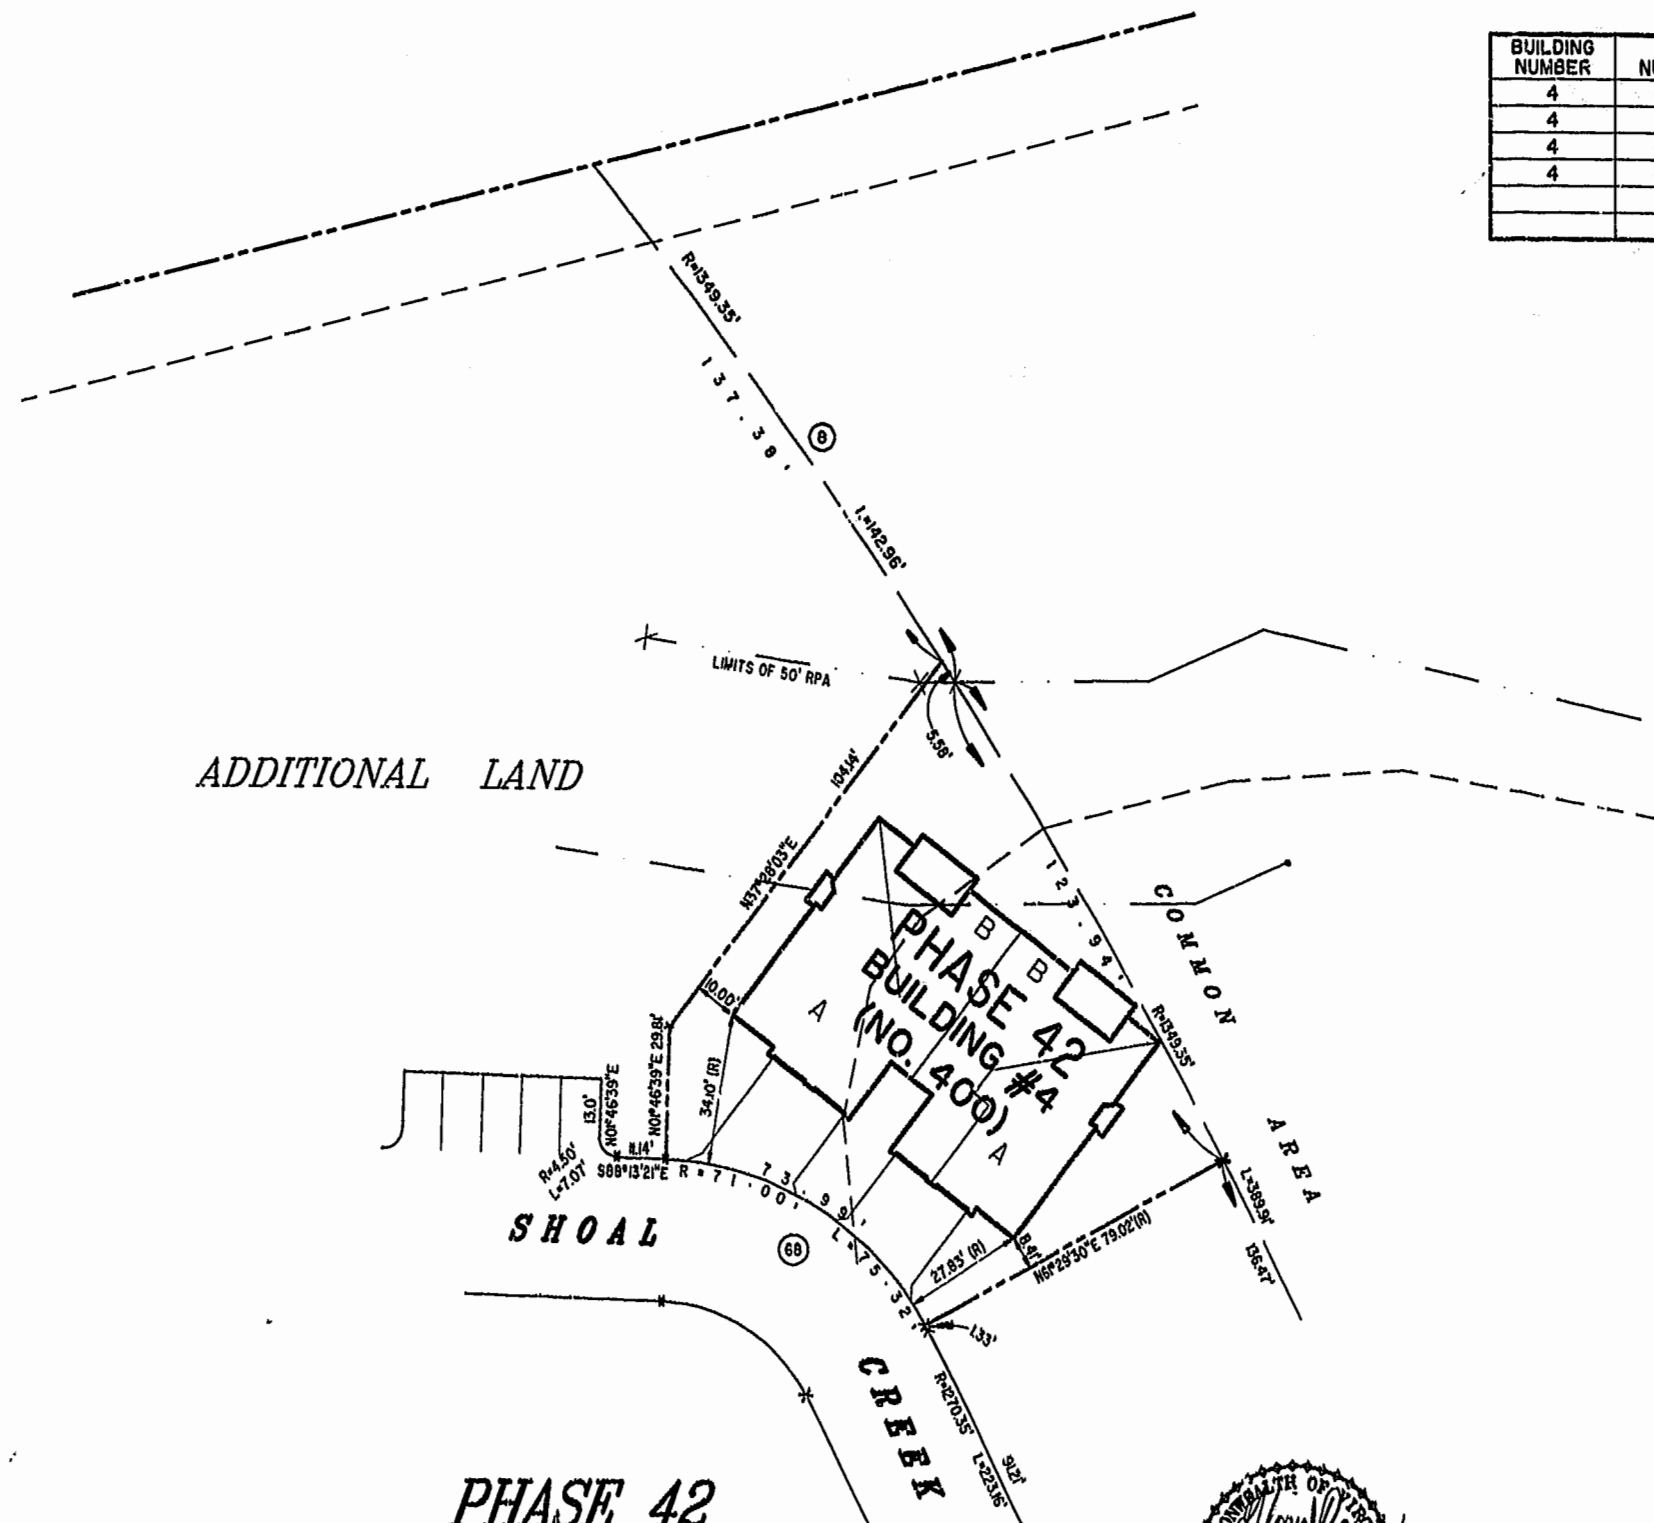 BUILDING
NUMBER
4
4
4
4
R=1349.35'
137.38'
8
L=142.96'
LIMITS OF 50' RPA
5.58'
ADDITIONAL LAND
104.14'
N37°28'03"E
123.94'
COMMON
AREA
B
B
PHASE 42
BUILDING #4
(NO. 400)
A
A
10.00'
R=1349.35'
34.10' (R)
N01°46'39"E 29.81'
13.0'
N01°46'39"E
11.14'
S88°13'21"E
R=4.50'
L=7.07'
R=71.00'
73.99'
L=75.32'
68
8.41'
27.83' (R)
N61°29'30"E 79.02'(R)
L=389.91'
136.47'
1.33'
SHOAL
CREEK
R=1270.35'
L=223.16'
91.21'
PHASE 42